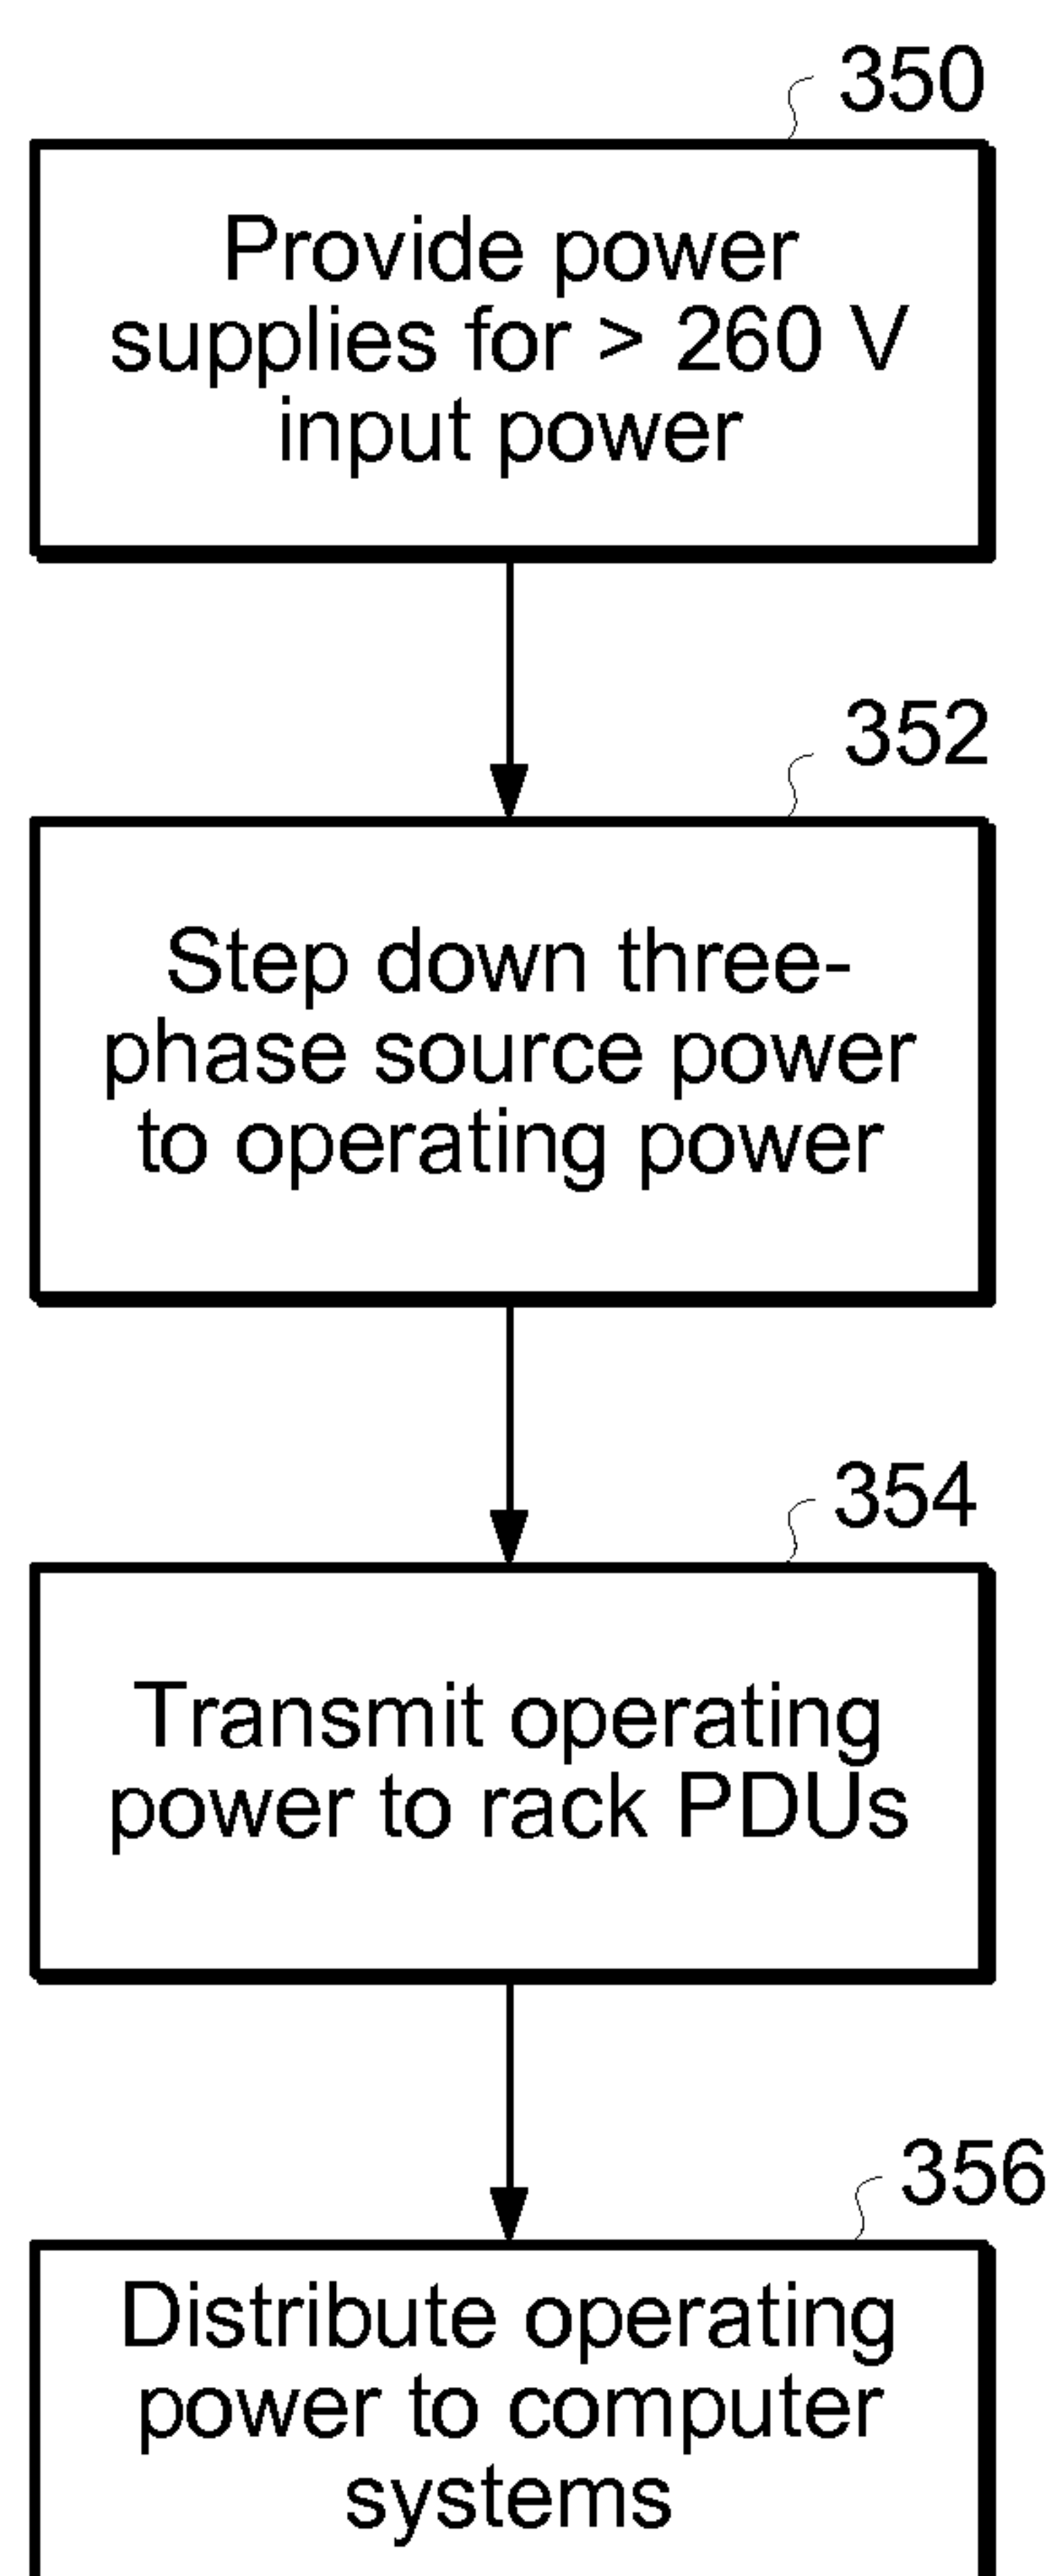 350
Provide power
supplies for > 260 V
input power
352
Step down three-
phase source power
to operating power
354
Transmit operating
power to rack PDUs
356
Distribute operating
power to computer
systems